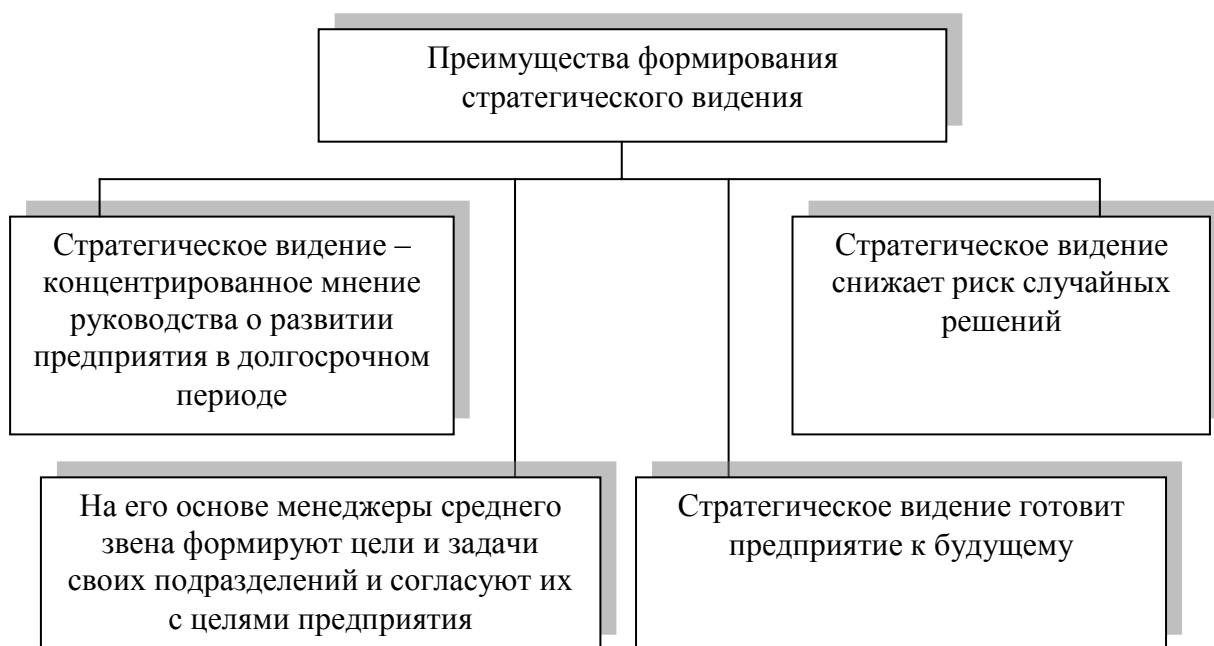 Преимущества формирования
стратегического видения
Стратегическое видение –
концентрированное мнение
руководства о развитии
предприятия в долгосрочном
периоде
Стратегическое видение
снижает риск случайных
решений
На его основе менеджеры среднего
звена формируют цели и задачи
своих подразделений и согласуют их
с целями предприятия
Стратегическое видение готовит
предприятие к будущему